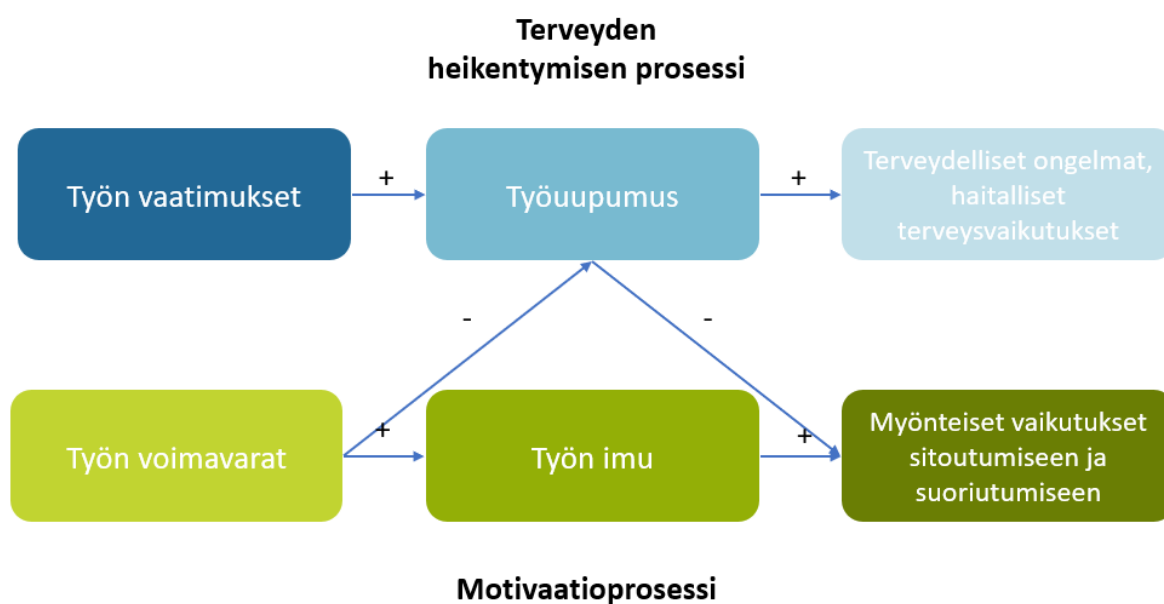 Terveyden
heikentymisen prosessi
Työn vaatimukset
+
Työuupumus
+
Terveydelliset ongelmat,
haitalliset
terveysvaikutukset
-
-
Työn voimavarat
+
Työn imu
+
Myönteiset vaikutukset
sitoutumiseen ja
suoriutumiseen
Motivaatioprosessi